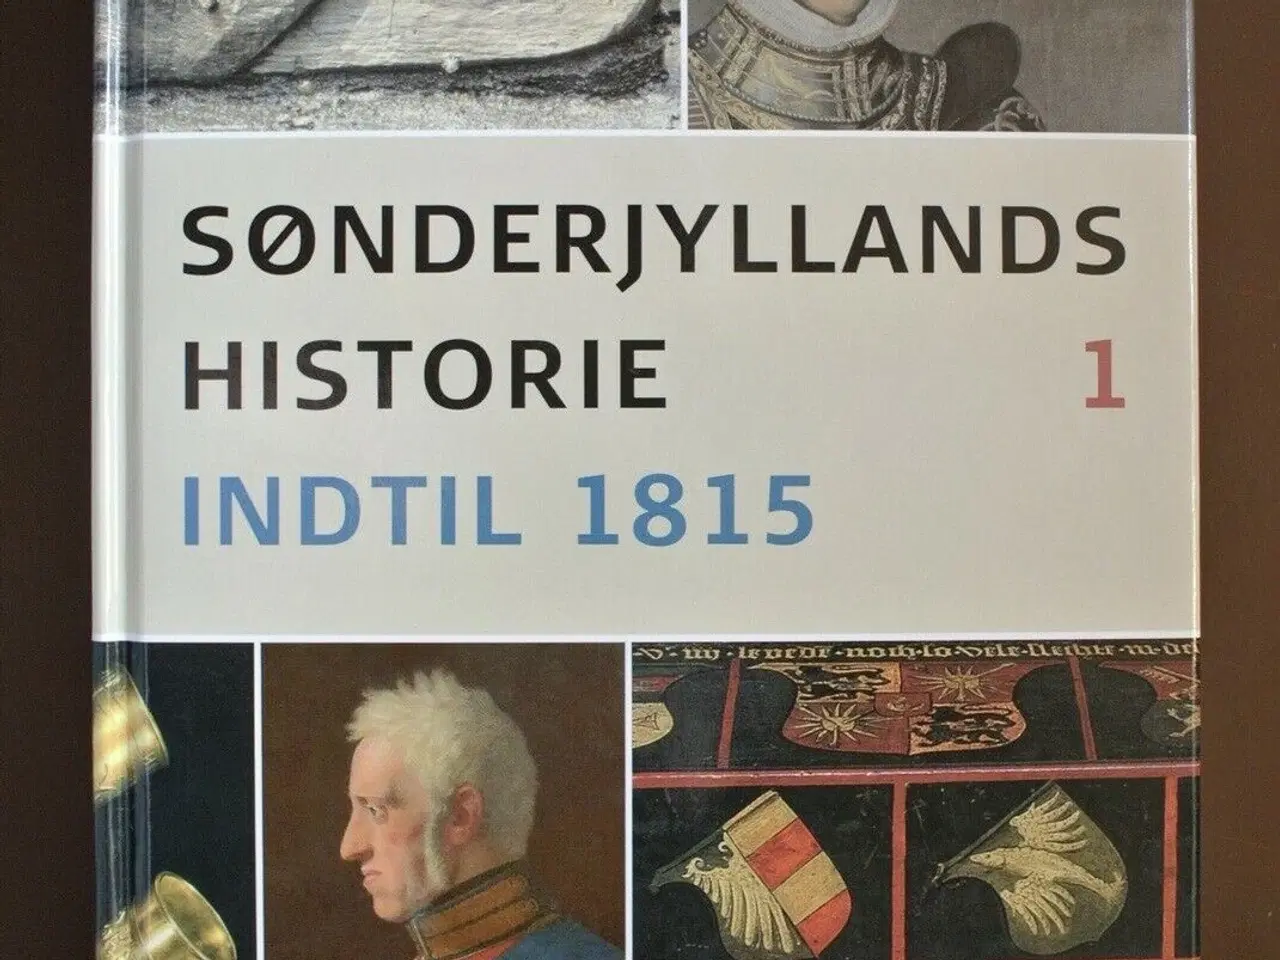 SØNDERJYLLANDS
HISTORIE 1
INDTIL 1815